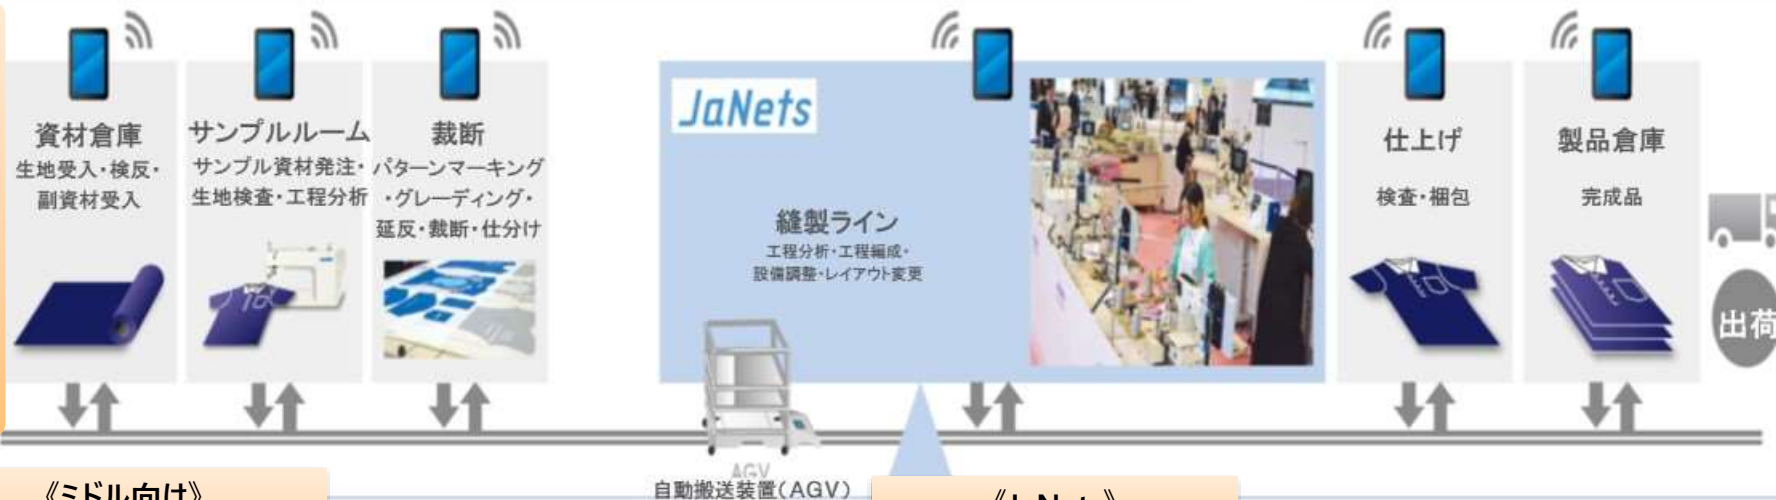 資材倉庫
生地受入・検反・
副資材受入
サンプルルーム
サンプル資材発注・
生地検査・工程分析
裁断
パターンマーキング
・グレーディング・
延反・裁断・仕分け
JaNets
縫製ライン
工程分析・工程編成・
設備調整・レイアウト変更
仕上げ
検査・梱包
製品倉庫
完成品
出荷
AGV
自動搬送装置(AGV)
《ミドル向け》
《JaNets》